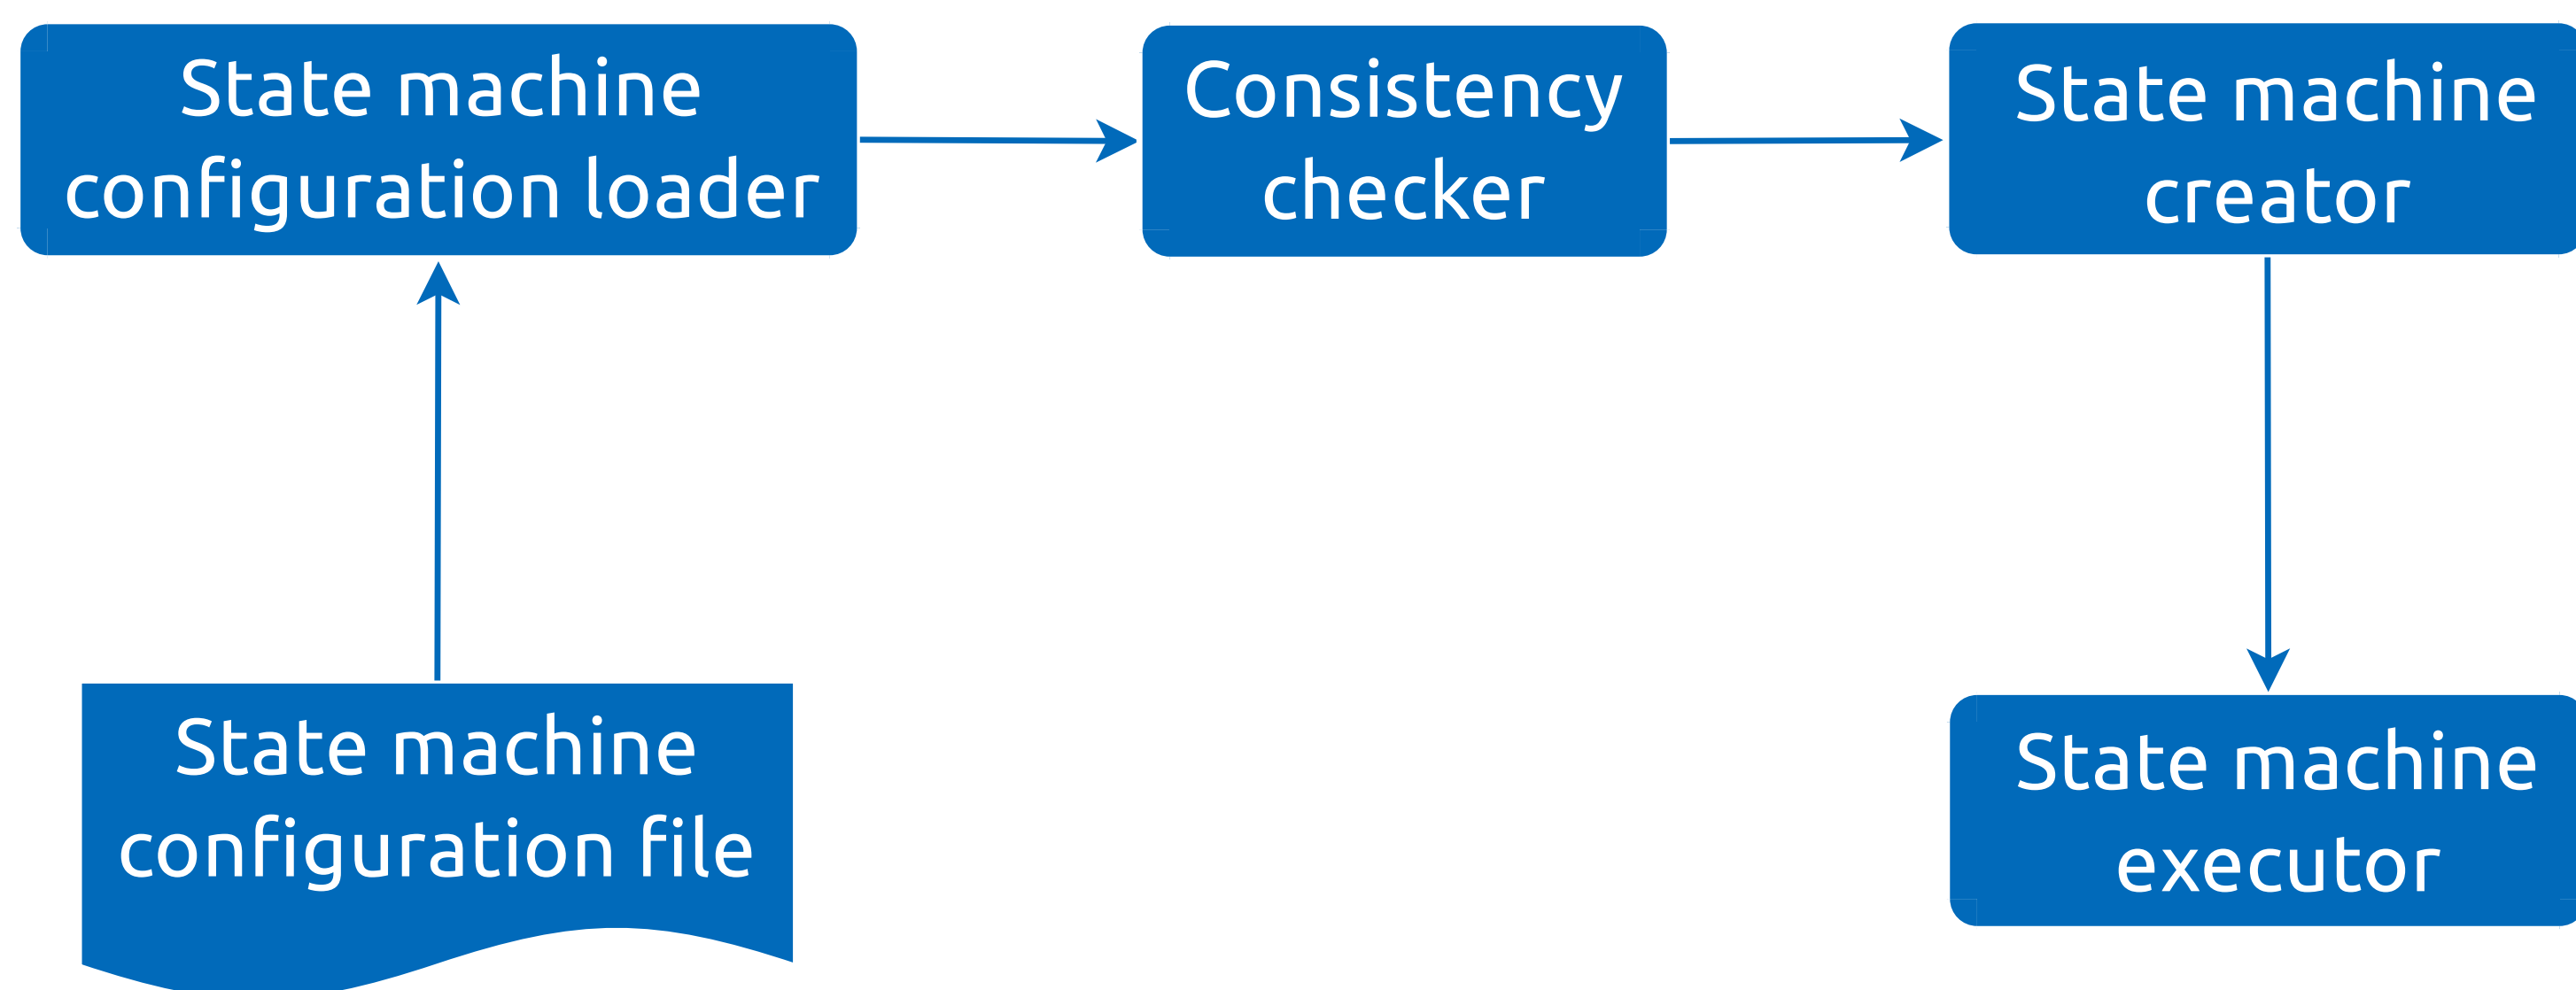 State machine
configuration loader
Consistency
checker
State machine
creator
State machine
configuration file
State machine
executor